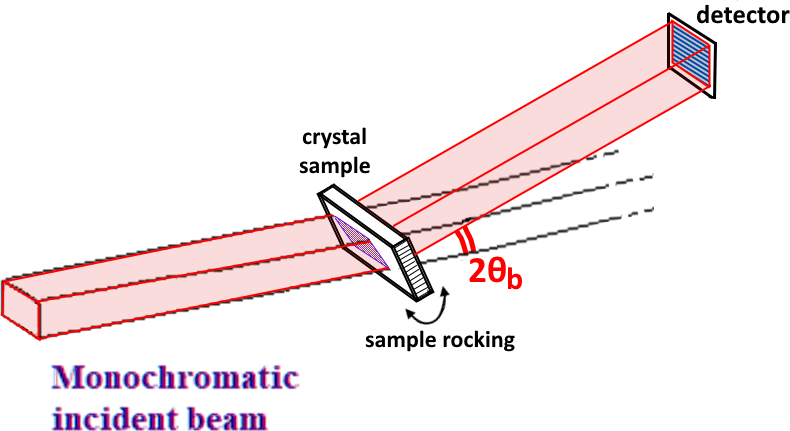 detector
crystal
sample
2θb
sample rocking
Monochromatic
incident beam